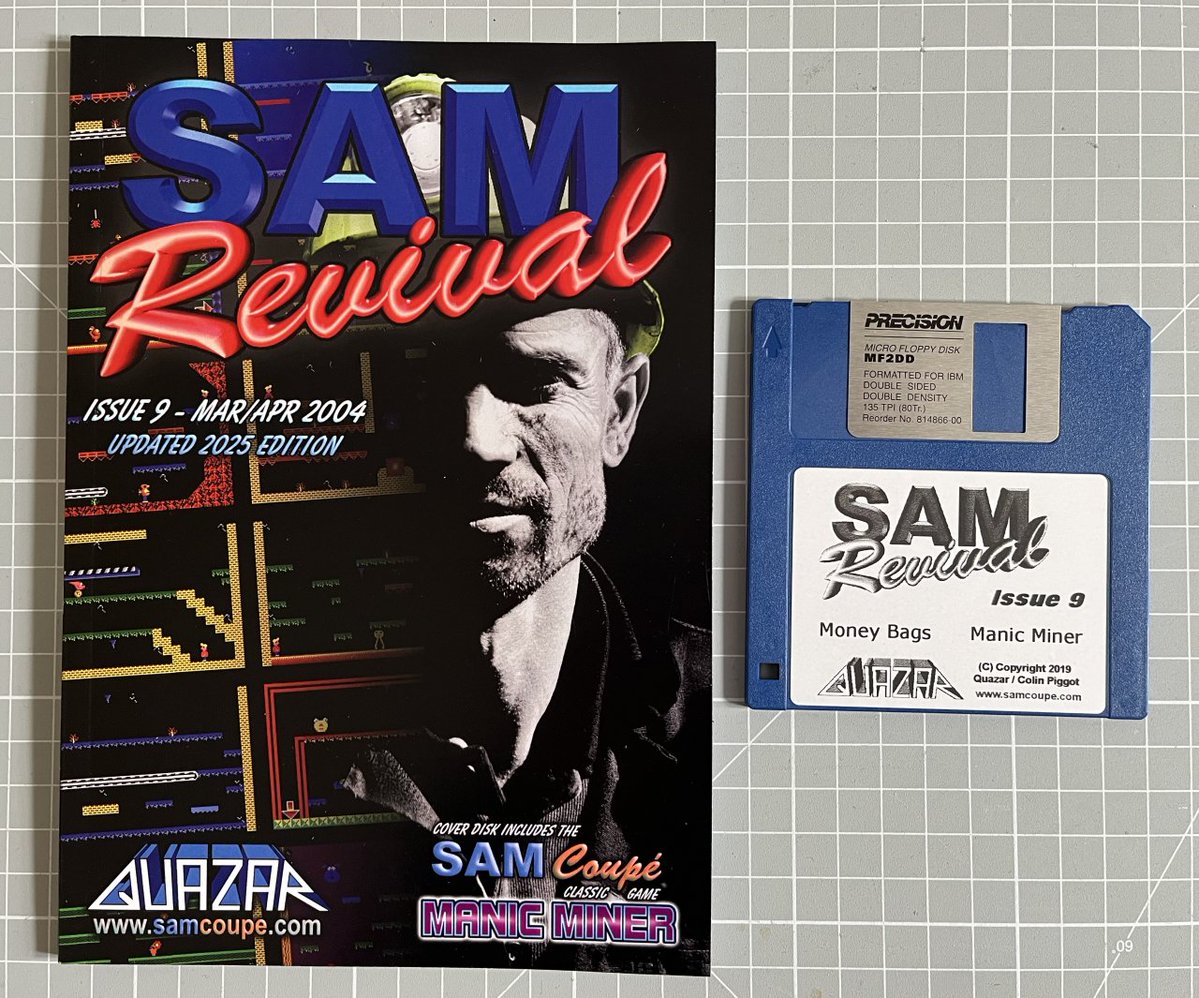 SAM
Revival
ISSUE 9 - MAR/APR 2004
UPDATED 2025 EDITION
COVER DISK INCLUDES THE
SAM Coupé
CLASSIC GAME
MANIC MINER
QUAZAR
www.samcoupe.com
PRECISION
MICRO FLOPPY DISK
MF2DD
FORMATTED FOR IBM
DOUBLE SIDED
DOUBLE DENSITY
135 TPI (80Tr.)
Reorder No. 814866-00
SAM
Revival
Issue 9
Money Bags Manic Miner
QUAZAR
(C) Copyright 2019
Quazar / Colin Piggot
www.samcoupe.com
09